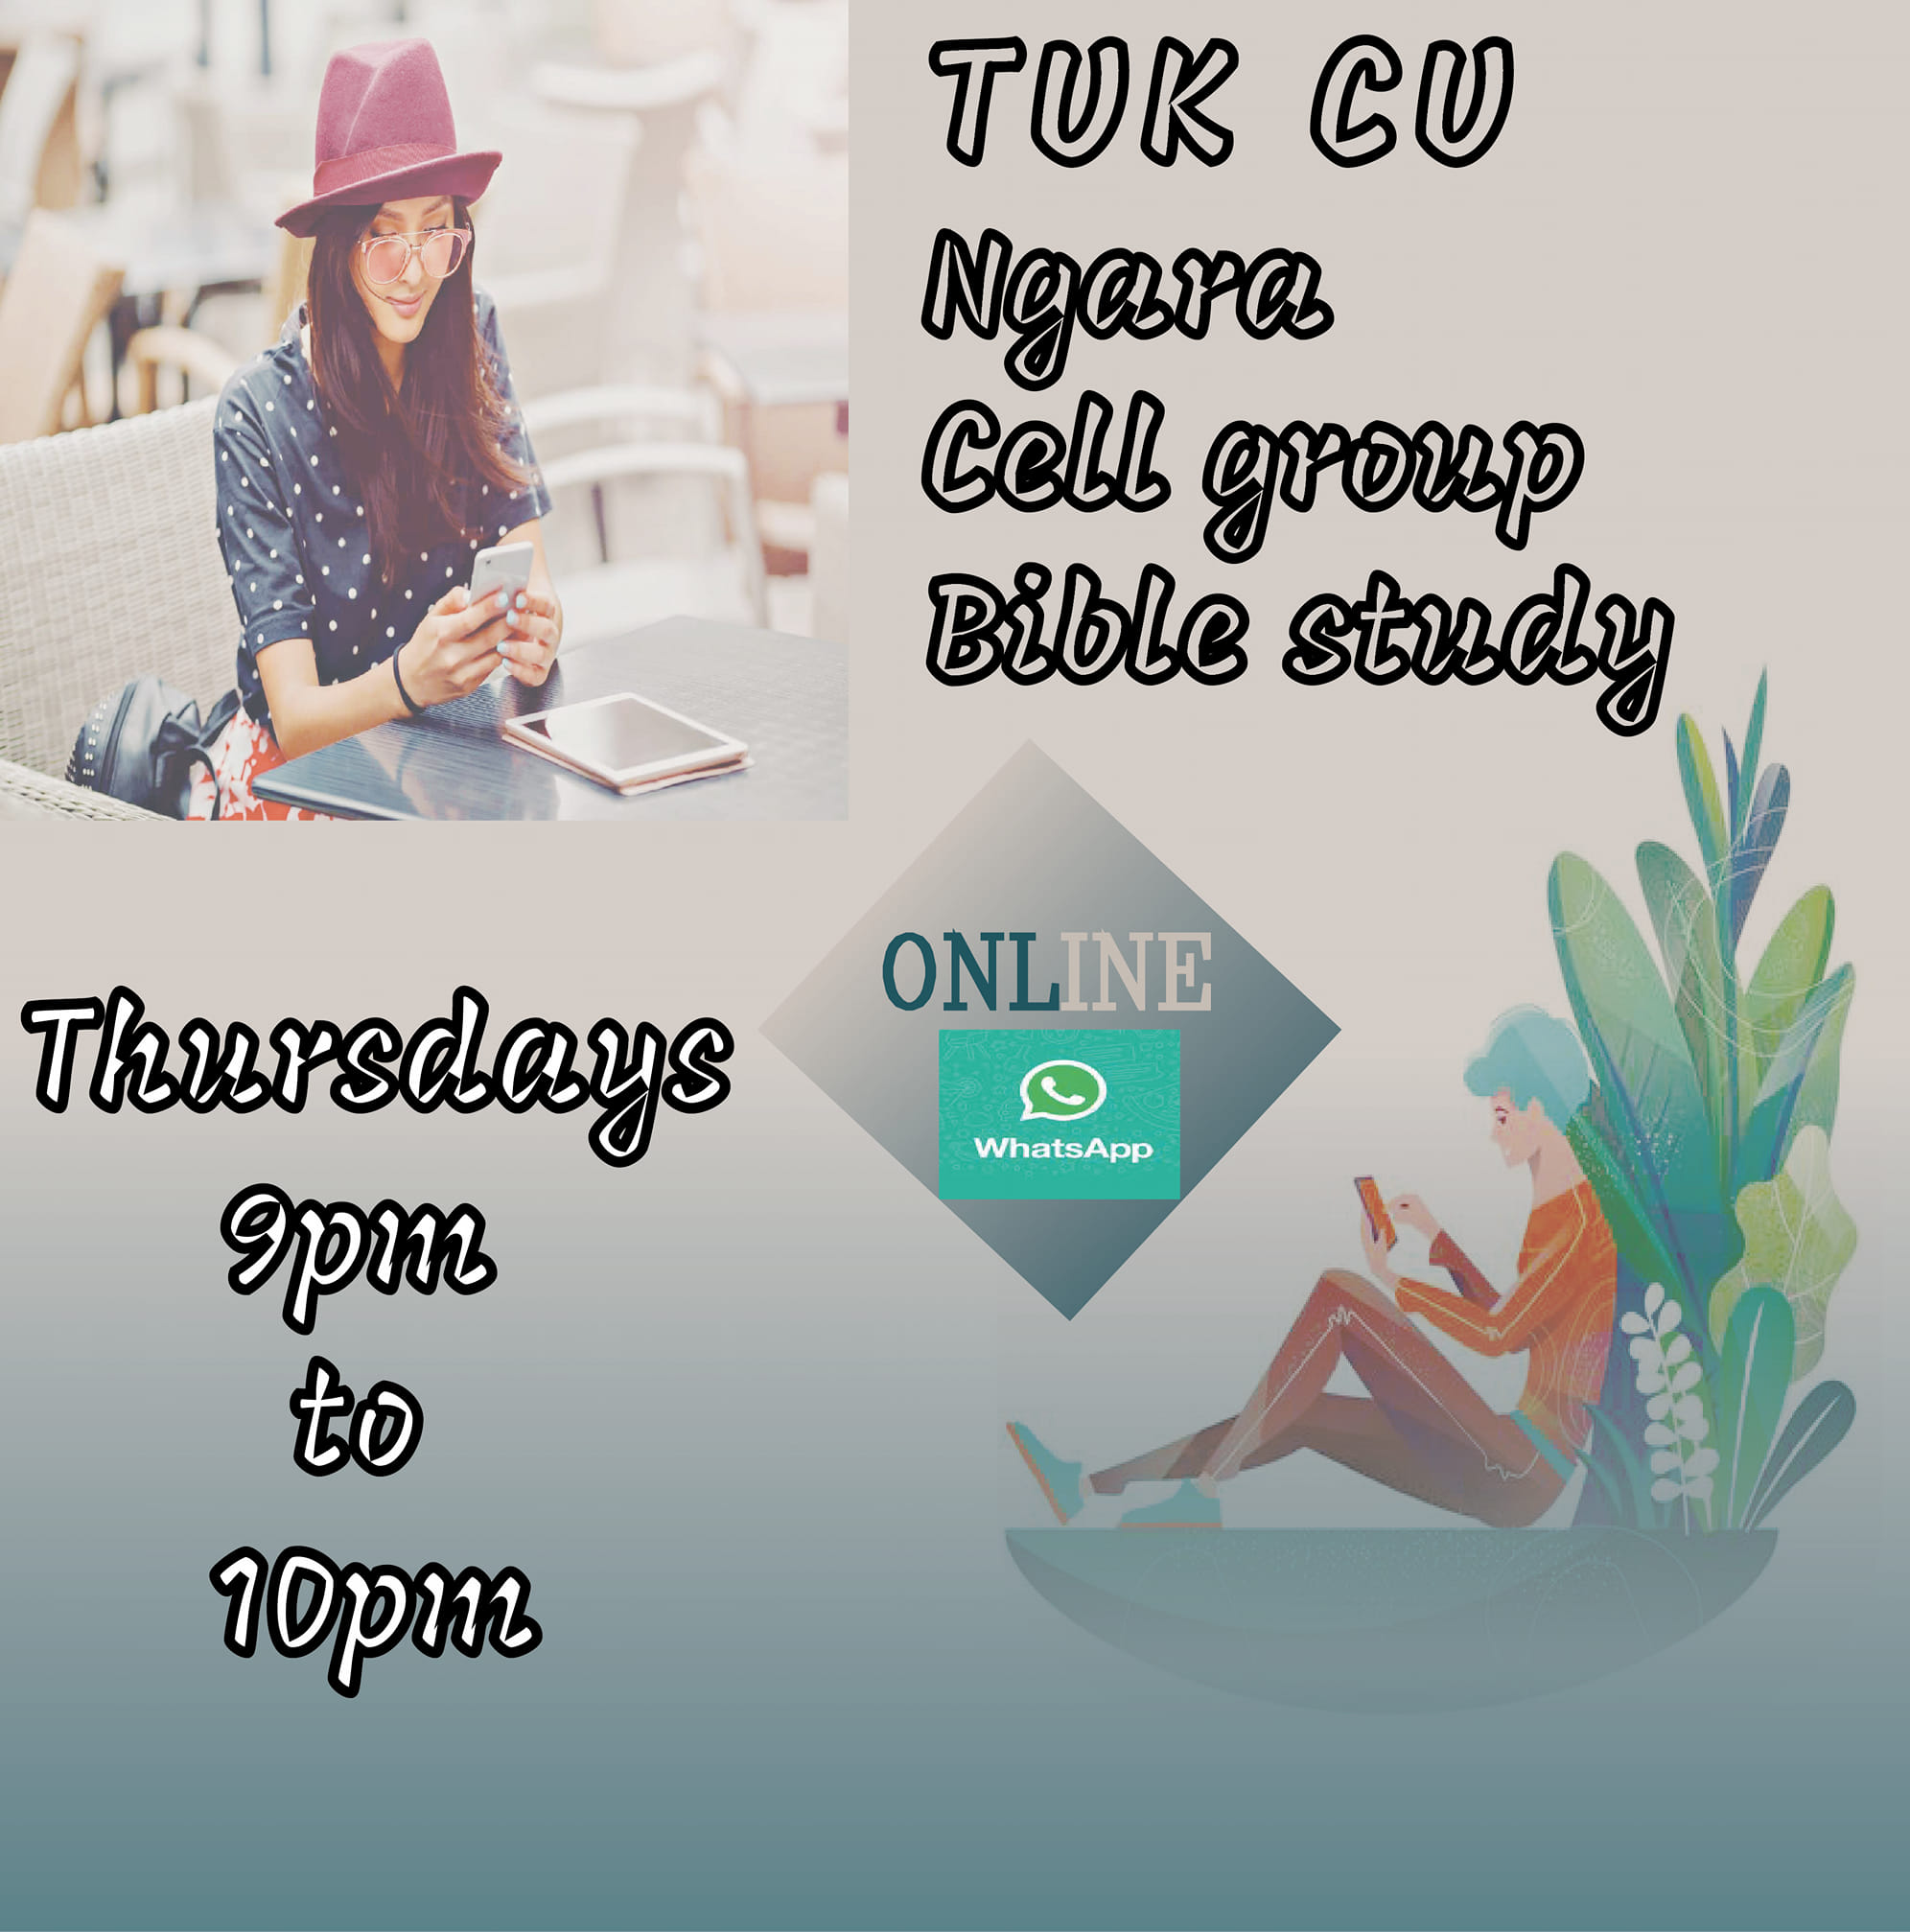 TUK CU
Ngara
Cell group
Bible study
ONLINE
WhatsApp
Thursdays
9pm
to
10pm